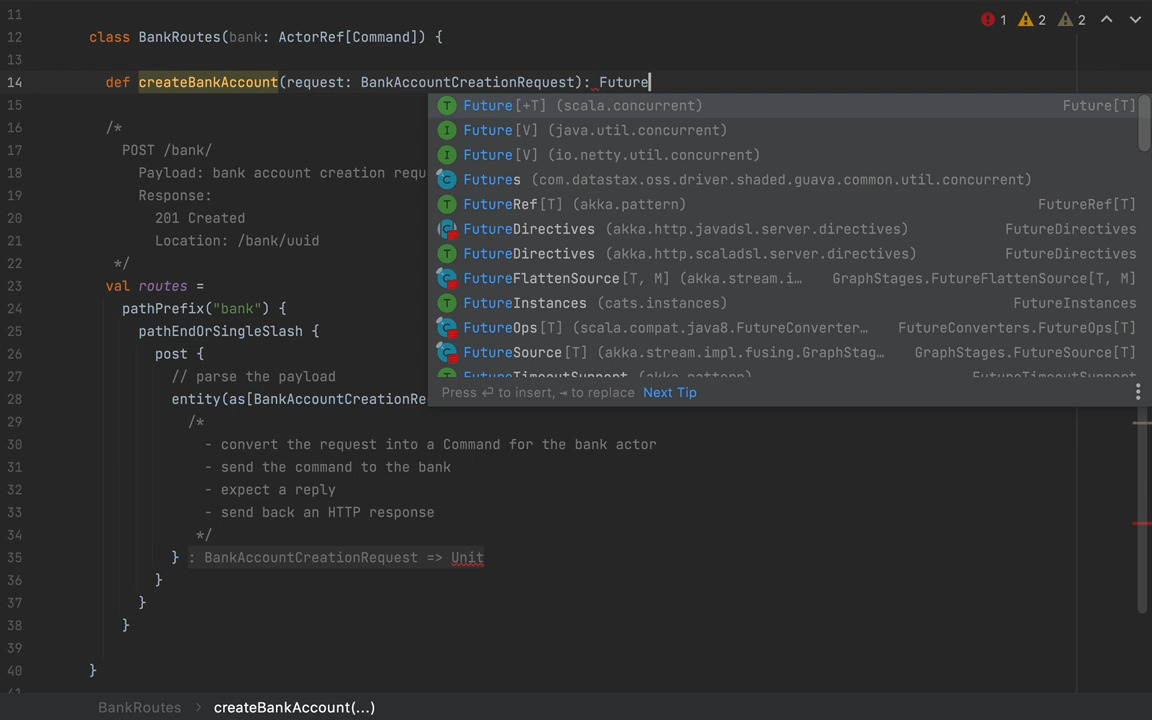 11
1 2 2
12 class BankRoutes(bank: ActorRef[Command]) {
13
14 def createBankAccount(request: BankAccountCreationRequest): Future
Future[+T] (scala.concurrent) Future[T]
Future[V] (java.util.concurrent)
Future[V] (io.netty.util.concurrent)
Futures (com.datastax.oss.driver.shaded.guava.common.util.concurrent)
FutureRef[T] (akka.pattern) FutureRef[T]
FutureDirectives (akka.http.javadsl.server.directives) FutureDirectives
FutureDirectives (akka.http.scaladsl.server.directives) FutureDirectives
FutureFlattenSource[T, M] (akka.stream.i... GraphStages.FutureFlattenSource[T, M]
FutureInstances (cats.instances) FutureInstances
FutureOps[T] (scala.compat.java8.FutureConverter... FutureConverters.FutureOps[T]
FutureSource[T] (akka.stream.impl.fusing.GraphStag... GraphStages.FutureSource[T]
FutureTimeoutSupport (akka.pattern) FutureTimeoutSupport
Press ↵ to insert, ⇥ to replace Next Tip
15
16 /*
17 POST /bank/
18 Payload: bank account creation requ
19 Response:
20 201 Created
21 Location: /bank/uuid
22 */
23 val routes =
24 pathPrefix("bank") {
25 pathEndOrSingleSlash {
26 post {
27 // parse the payload
28 entity(as[BankAccountCreationRe
29 /*
30 - convert the request into a Command for the bank actor
31 - send the command to the bank
32 - expect a reply
33 - send back an HTTP response
34 */
35 } : BankAccountCreationRequest => Unit
36 }
37 }
38 }
39
40 }
41
BankRoutes > createBankAccount(...)